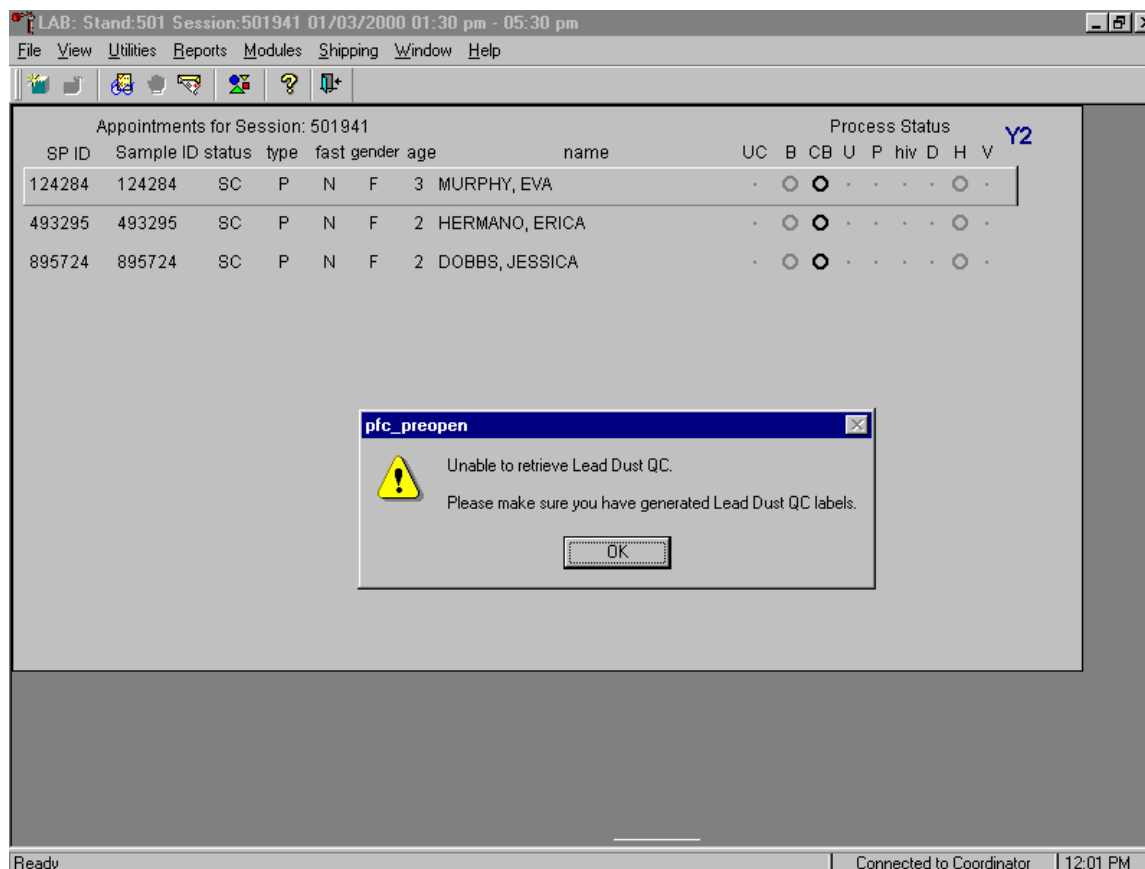 LAB: Stand:501 Session:501941 01/03/2000 01:30 pm - 05:30 pm
File View Utilities Reports Modules Shipping Window Help
Appointments for Session: 501941 Process Status Y2
SP ID Sample ID status type fast gender age name UC B CB U P hiv D H V
124284 124284 SC P N F 3 MURPHY, EVA
493295 493295 SC P N F 2 HERMANO, ERICA
895724 895724 SC P N F 2 DOBBS, JESSICA
pfc_preopen
Unable to retrieve Lead Dust QC.
Please make sure you have generated Lead Dust QC labels.
OK
Ready Connected to Coordinator 12:01 PM